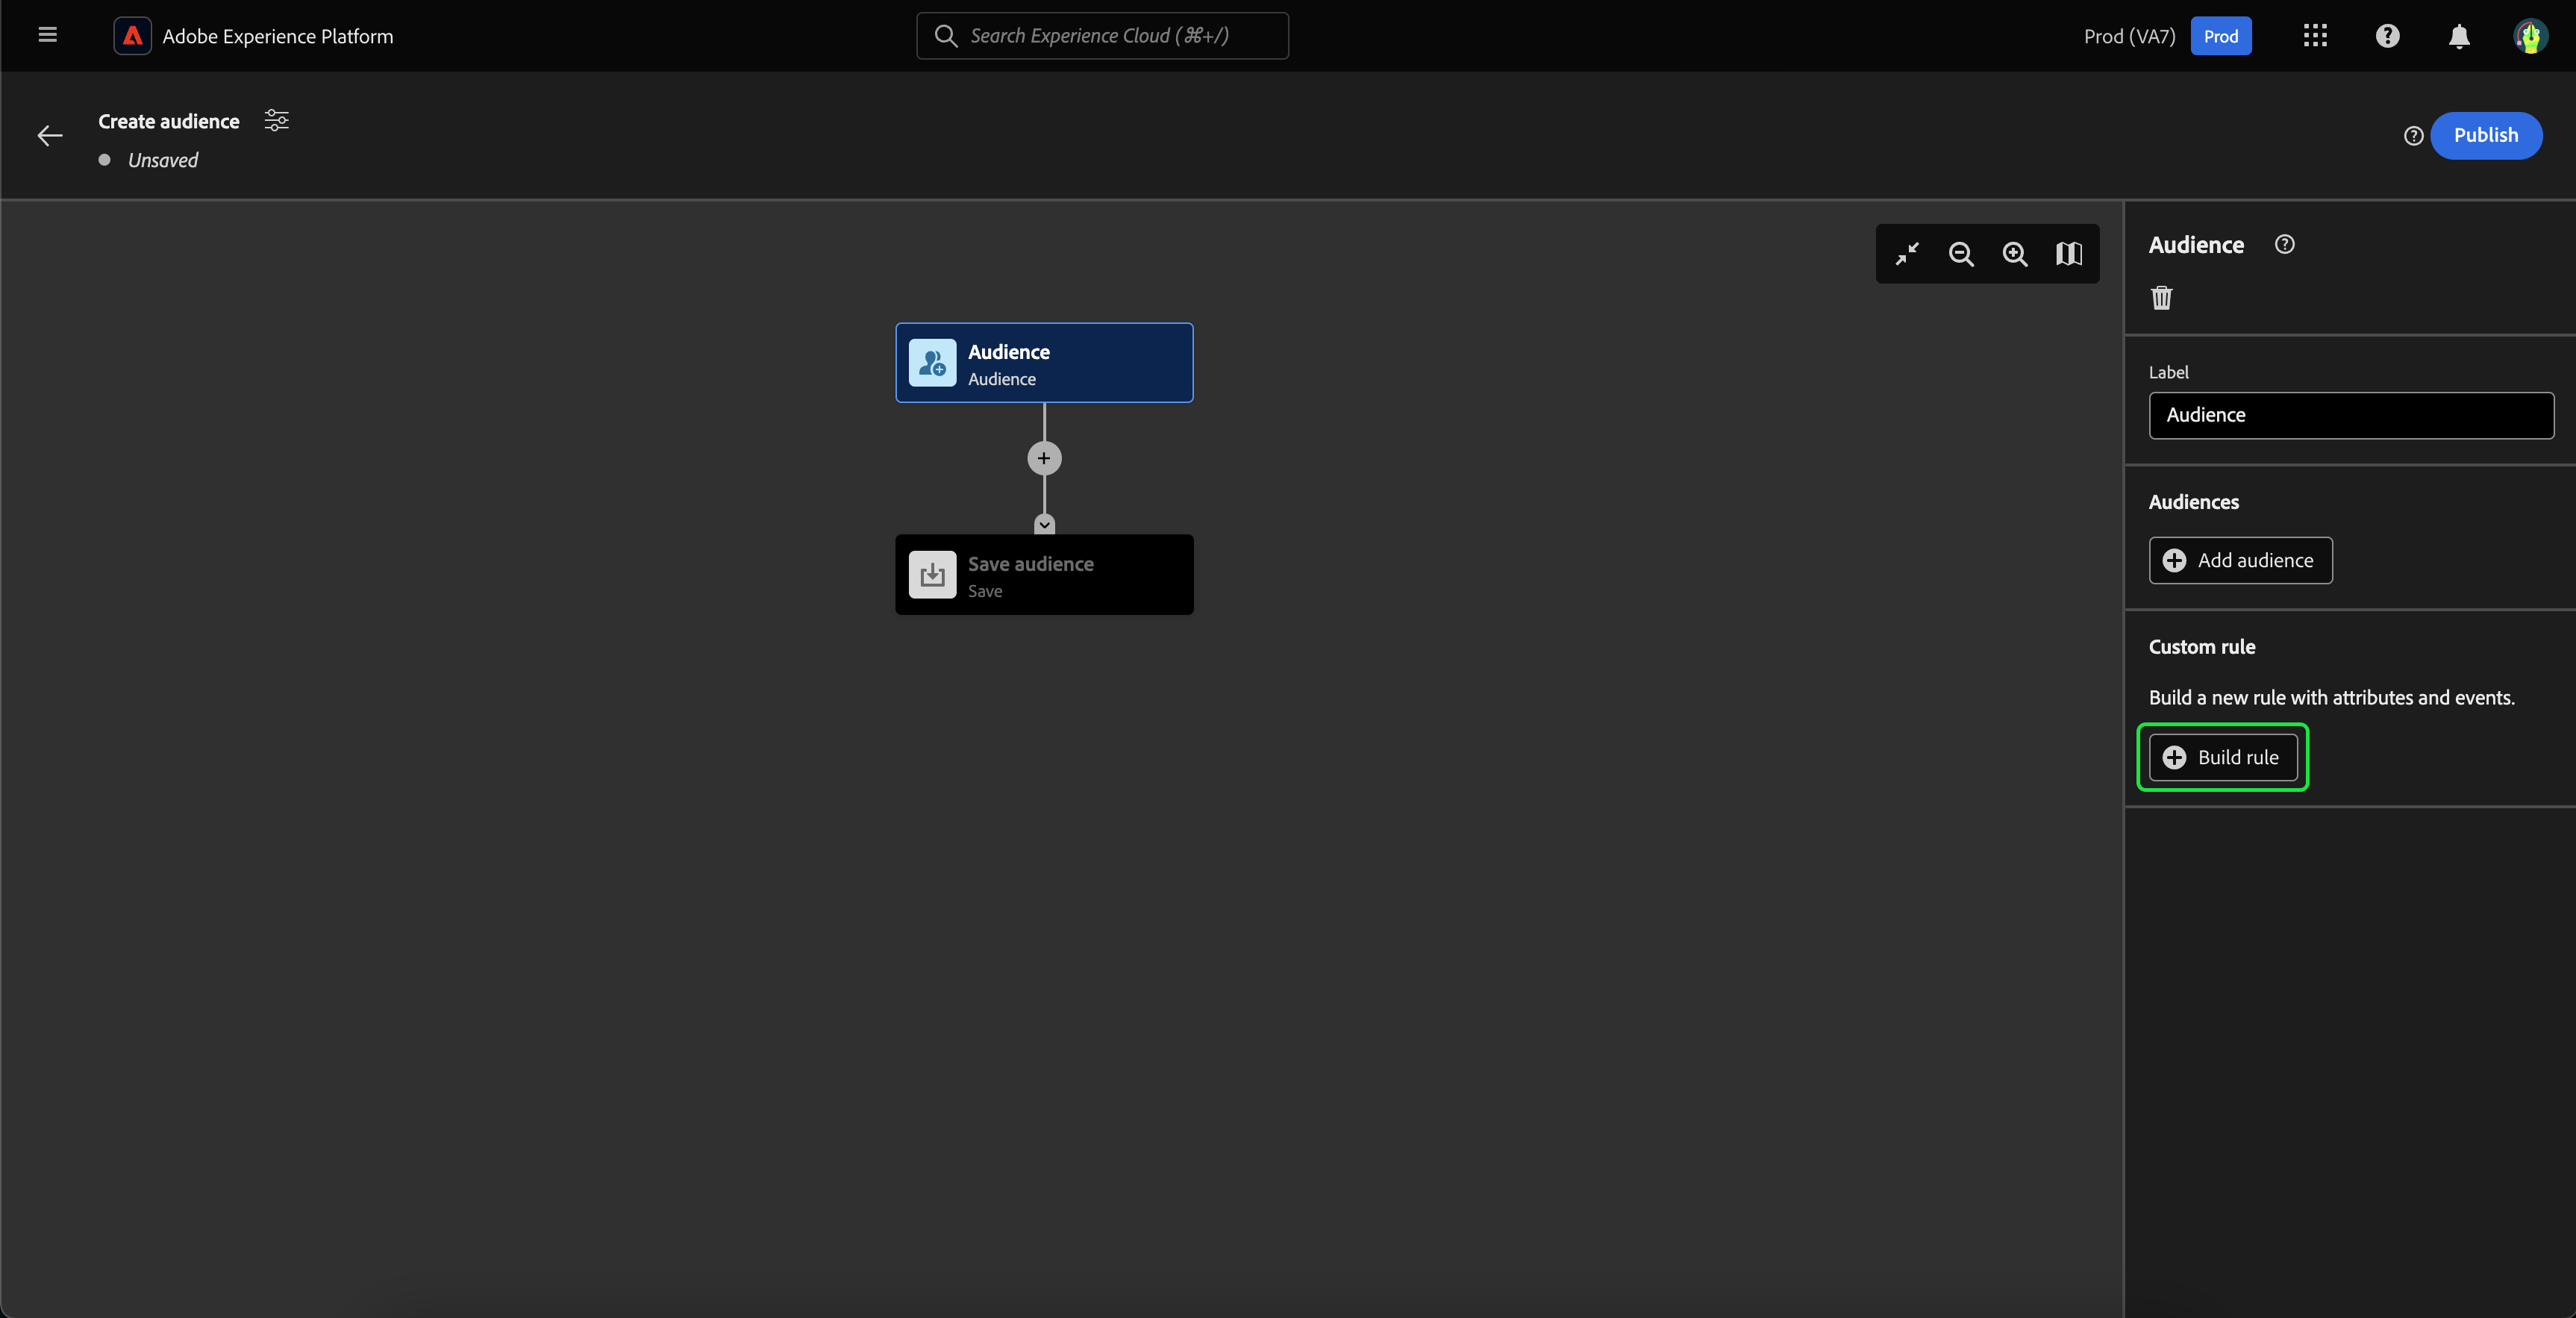 Adobe Experience Platform
Search Experience Cloud (⌘+/)
Prod (VA7)
Prod
Create audience
Unsaved
Publish
Audience
Audience
Save audience
Save
Audience
Label
Audience
Audiences
Add audience
Custom rule
Build a new rule with attributes and events.
Build rule